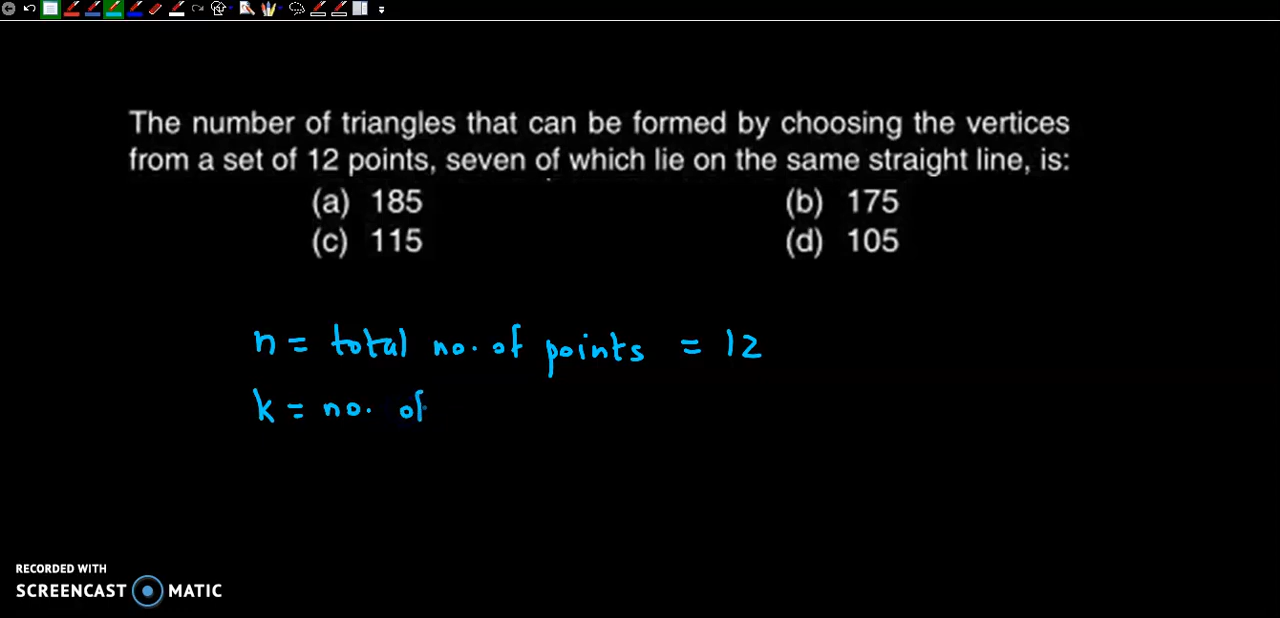 The number of triangles that can be formed by choosing the vertices
from a set of 12 points, seven of which lie on the same straight line, is:
(a) 185 (b) 175
(c) 115 (d) 105
n = total no. of points = 12
k = no. of
RECORDED WITH
SCREENCAST MATIC